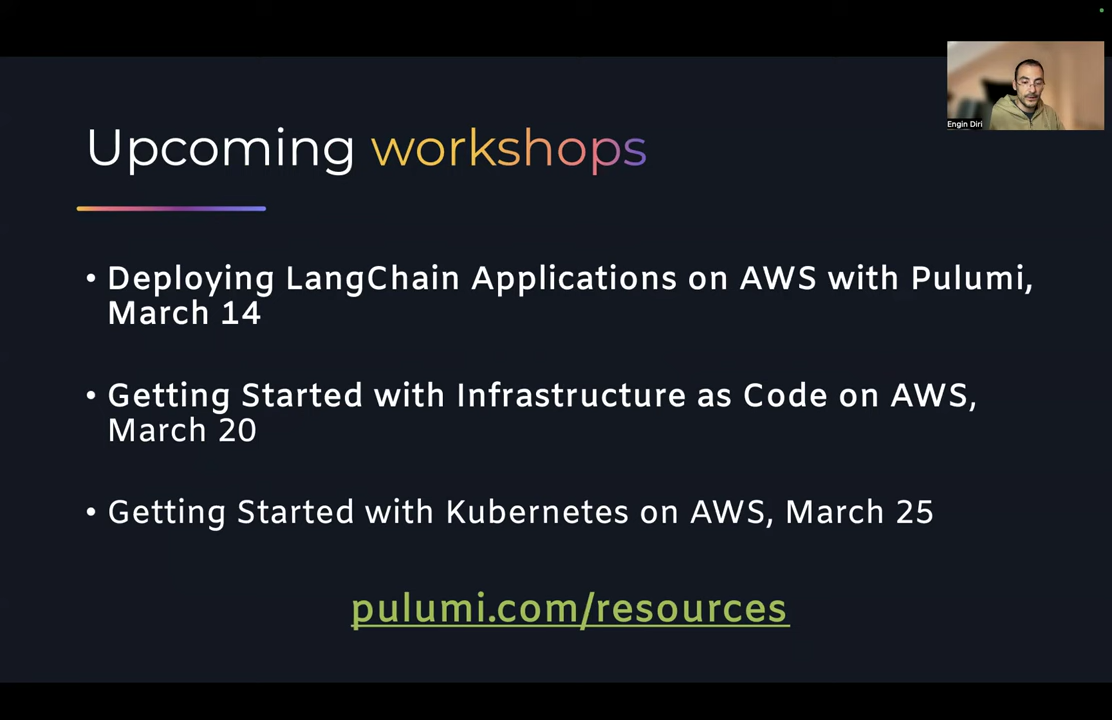 Engin Diri
Upcoming workshops
• Deploying LangChain Applications on AWS with Pulumi,
March 14
• Getting Started with Infrastructure as Code on AWS,
March 20
• Getting Started with Kubernetes on AWS, March 25
pulumi.com/resources